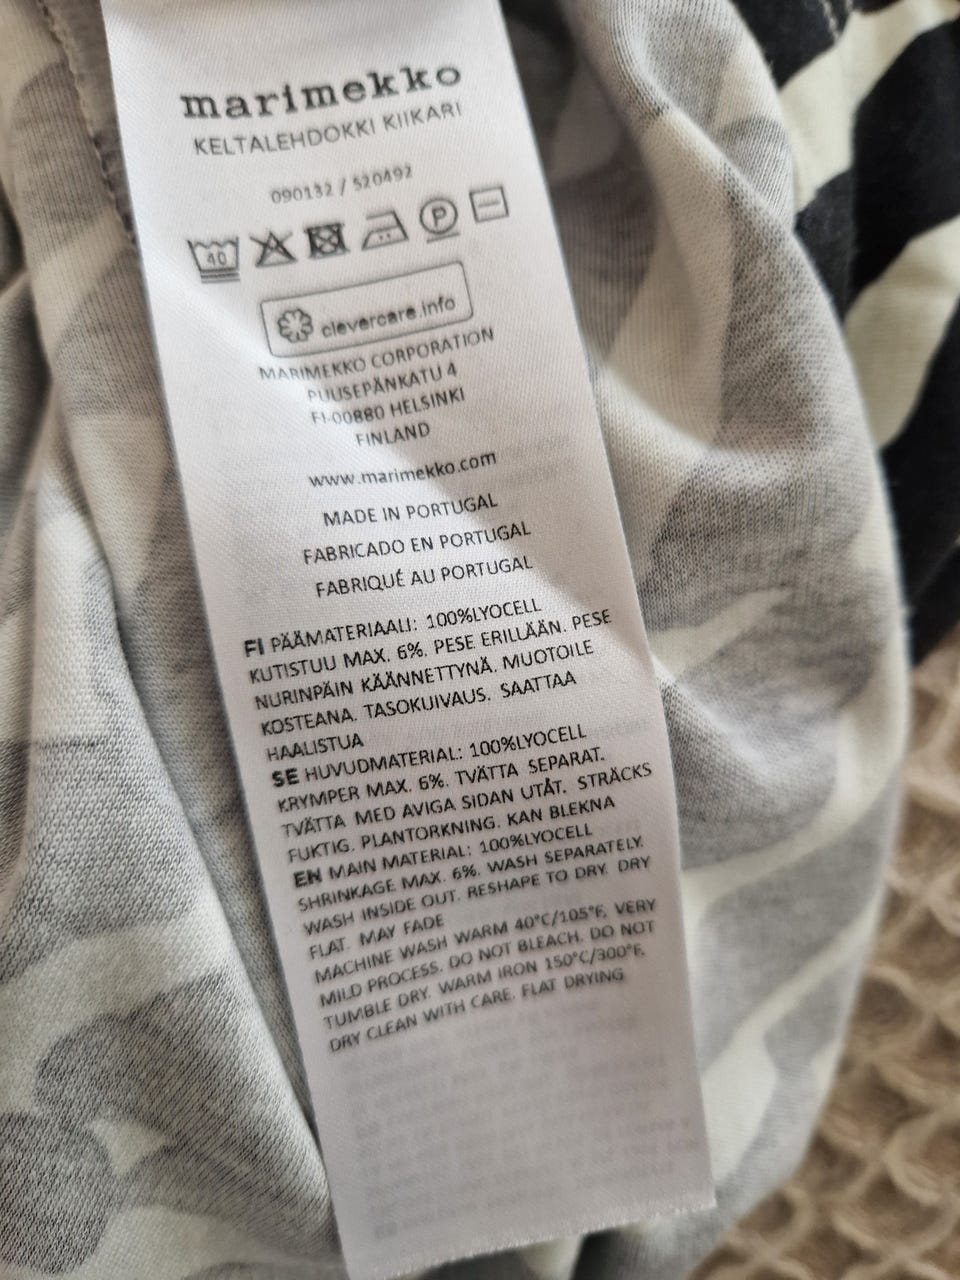 marimekko
KELTALEHDOKKI KIIKARI
090132 / 520492
40 P
clevercare.info
MARIMEKKO CORPORATION
PUUSEPÄNKATU 4
FI-00880 HELSINKI
FINLAND
www.marimekko.com
MADE IN PORTUGAL
FABRICADO EN PORTUGAL
FABRIQUÉ AU PORTUGAL
FI PÄÄMATERIAALI: 100%LYOCELL
KUTISTUU MAX. 6%. PESE ERILLÄÄN. PESE
NURINPÄIN KÄÄNNETTYNÄ. MUOTOILE
KOSTEANA. TASOKUIVAUS. SAATTAA
HAALISTUA
SE HUVUDMATERIAL: 100%LYOCELL
KRYMPER MAX. 6%. TVÄTTA SEPARAT.
TVÄTTA MED AVIGA SIDAN UTÅT. STRÄCKS
FUKTIG. PLANTORKNING. KAN BLEKNA
EN MAIN MATERIAL: 100%LYOCELL
SHRINKAGE MAX. 6%. WASH SEPARATELY.
WASH INSIDE OUT. RESHAPE TO DRY. DRY
FLAT. MAY FADE
MACHINE WASH WARM 40°C/105°F, VERY
MILD PROCESS. DO NOT BLEACH. DO NOT
TUMBLE DRY. WARM IRON 150°C/300°F,
DRY CLEAN WITH CARE. FLAT DRYING